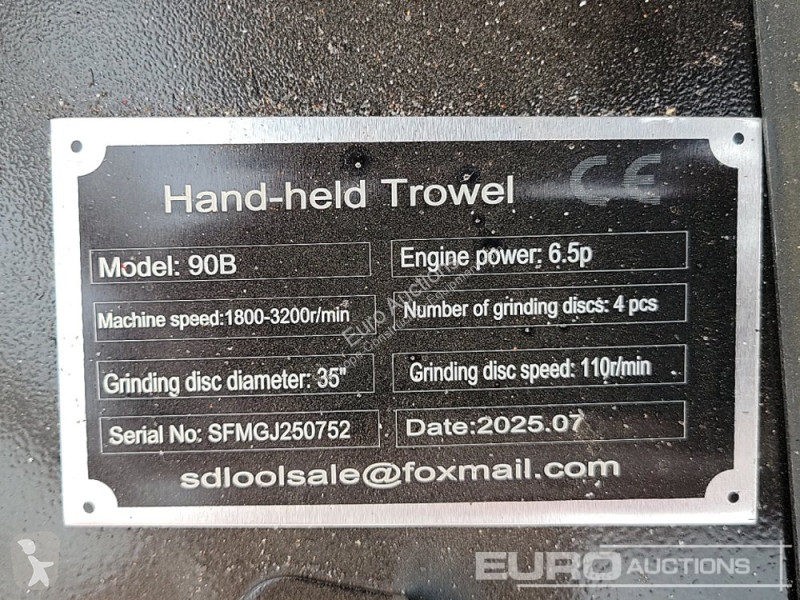 Hand-held Trowel CE
Model: 90B
Engine power: 6.5p
Machine speed:1800-3200r/min
Number of grinding discs: 4 pcs
Grinding disc diameter: 35"
Grinding disc speed: 110r/min
Serial No: SFMGJ250752
Date:2025.07
sdloolsale@foxmail.com
Euro Auctions
EURO AUCTIONS